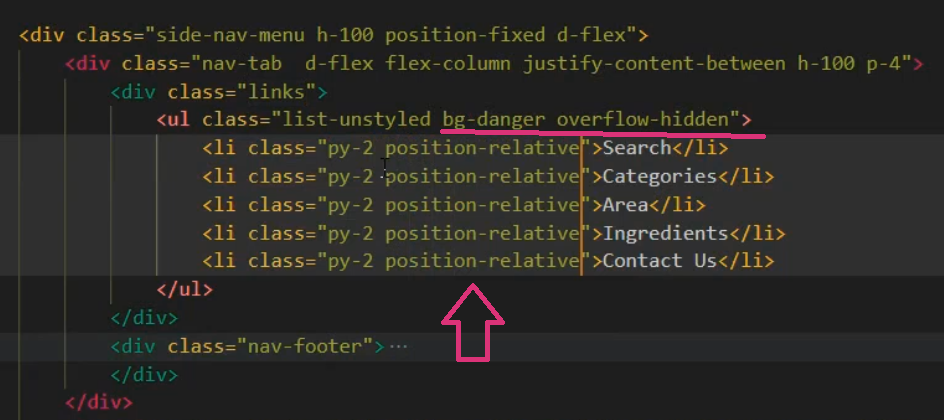 <div class="side-nav-menu h-100 position-fixed d-flex">
<div class="nav-tab  d-flex flex-column justify-content-between h-100 p-4">
<div class="links">
<ul class="list-unstyled bg-danger overflow-hidden">
<li class="py-2 position-relative">Search</li>
<li class="py-2 position-relative">Categories</li>
<li class="py-2 position-relative">Area</li>
<li class="py-2 position-relative">Ingredients</li>
<li class="py-2 position-relative">Contact Us</li>
</ul>
</div>
<div class="nav-footer">…
</div>
</div>